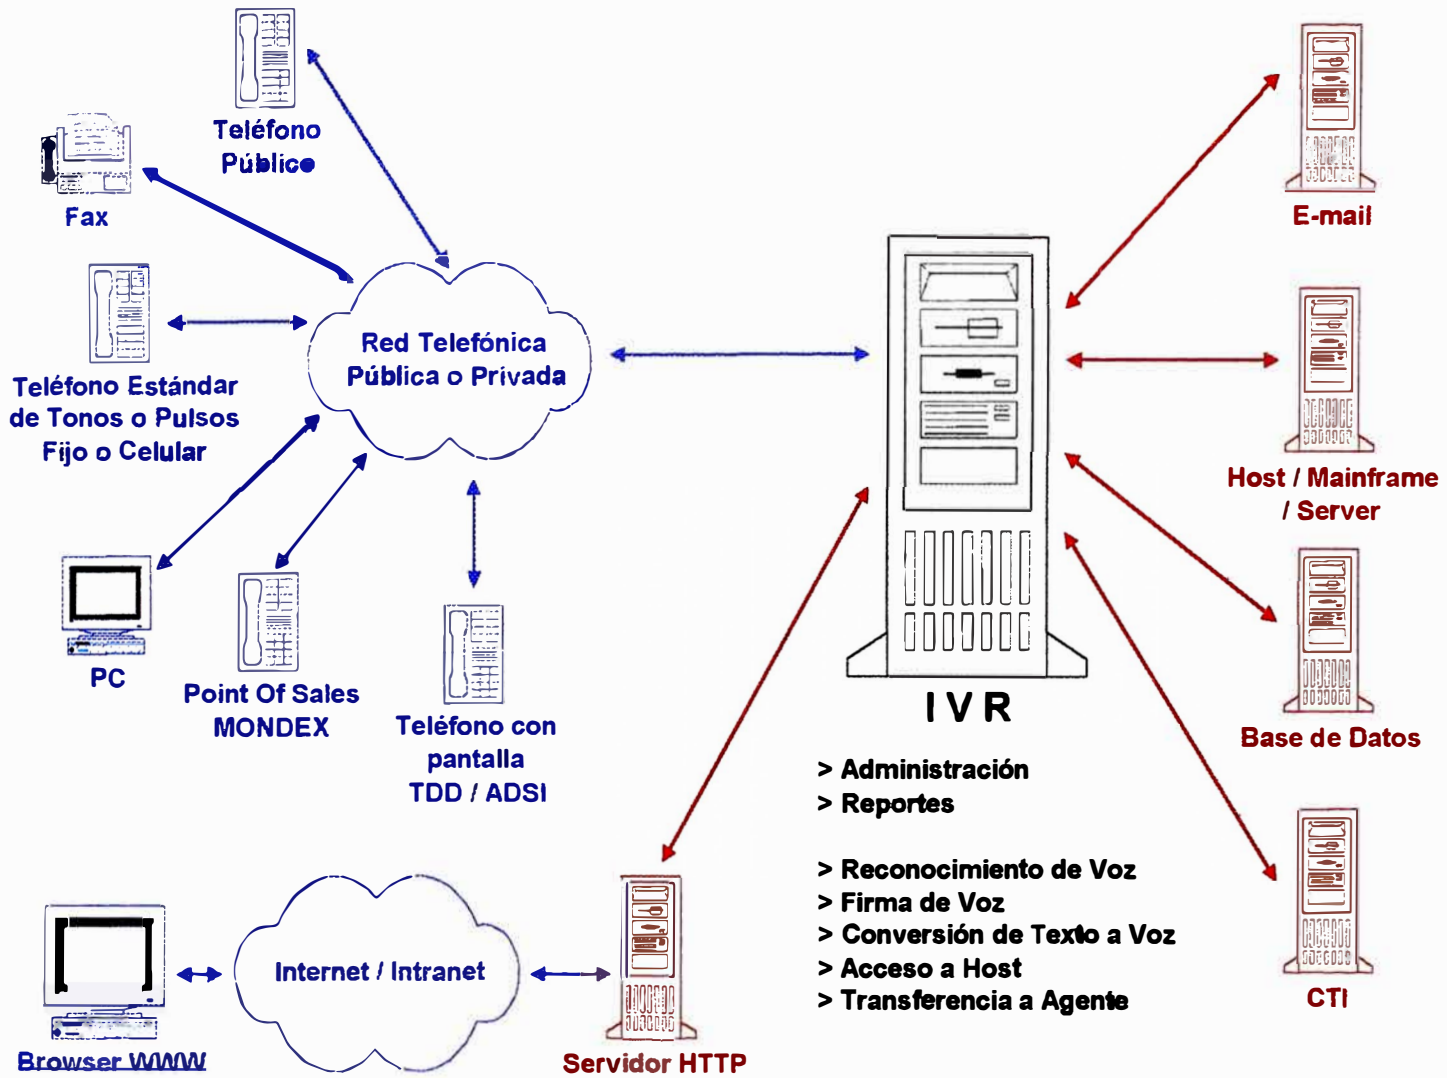 Teléfono
Público
Fax
Teléfono Estándar
de Tonos o Pulsos
Fijo o Celular
PC
Point Of Sales
MONDEX
Teléfono con
pantalla
TDD / ADSI
Red Telefónica
Pública o Privada
I V R
> Administración
> Reportes
> Reconocimiento de Voz
> Firma de Voz
> Conversión de Texto a Voz
> Acceso a Host
> Transferencia a Agente
E-mail
Host / Mainframe
/ Server
Base de Datos
CTI
Browser WWW
Internet / Intranet
Servidor HTTP